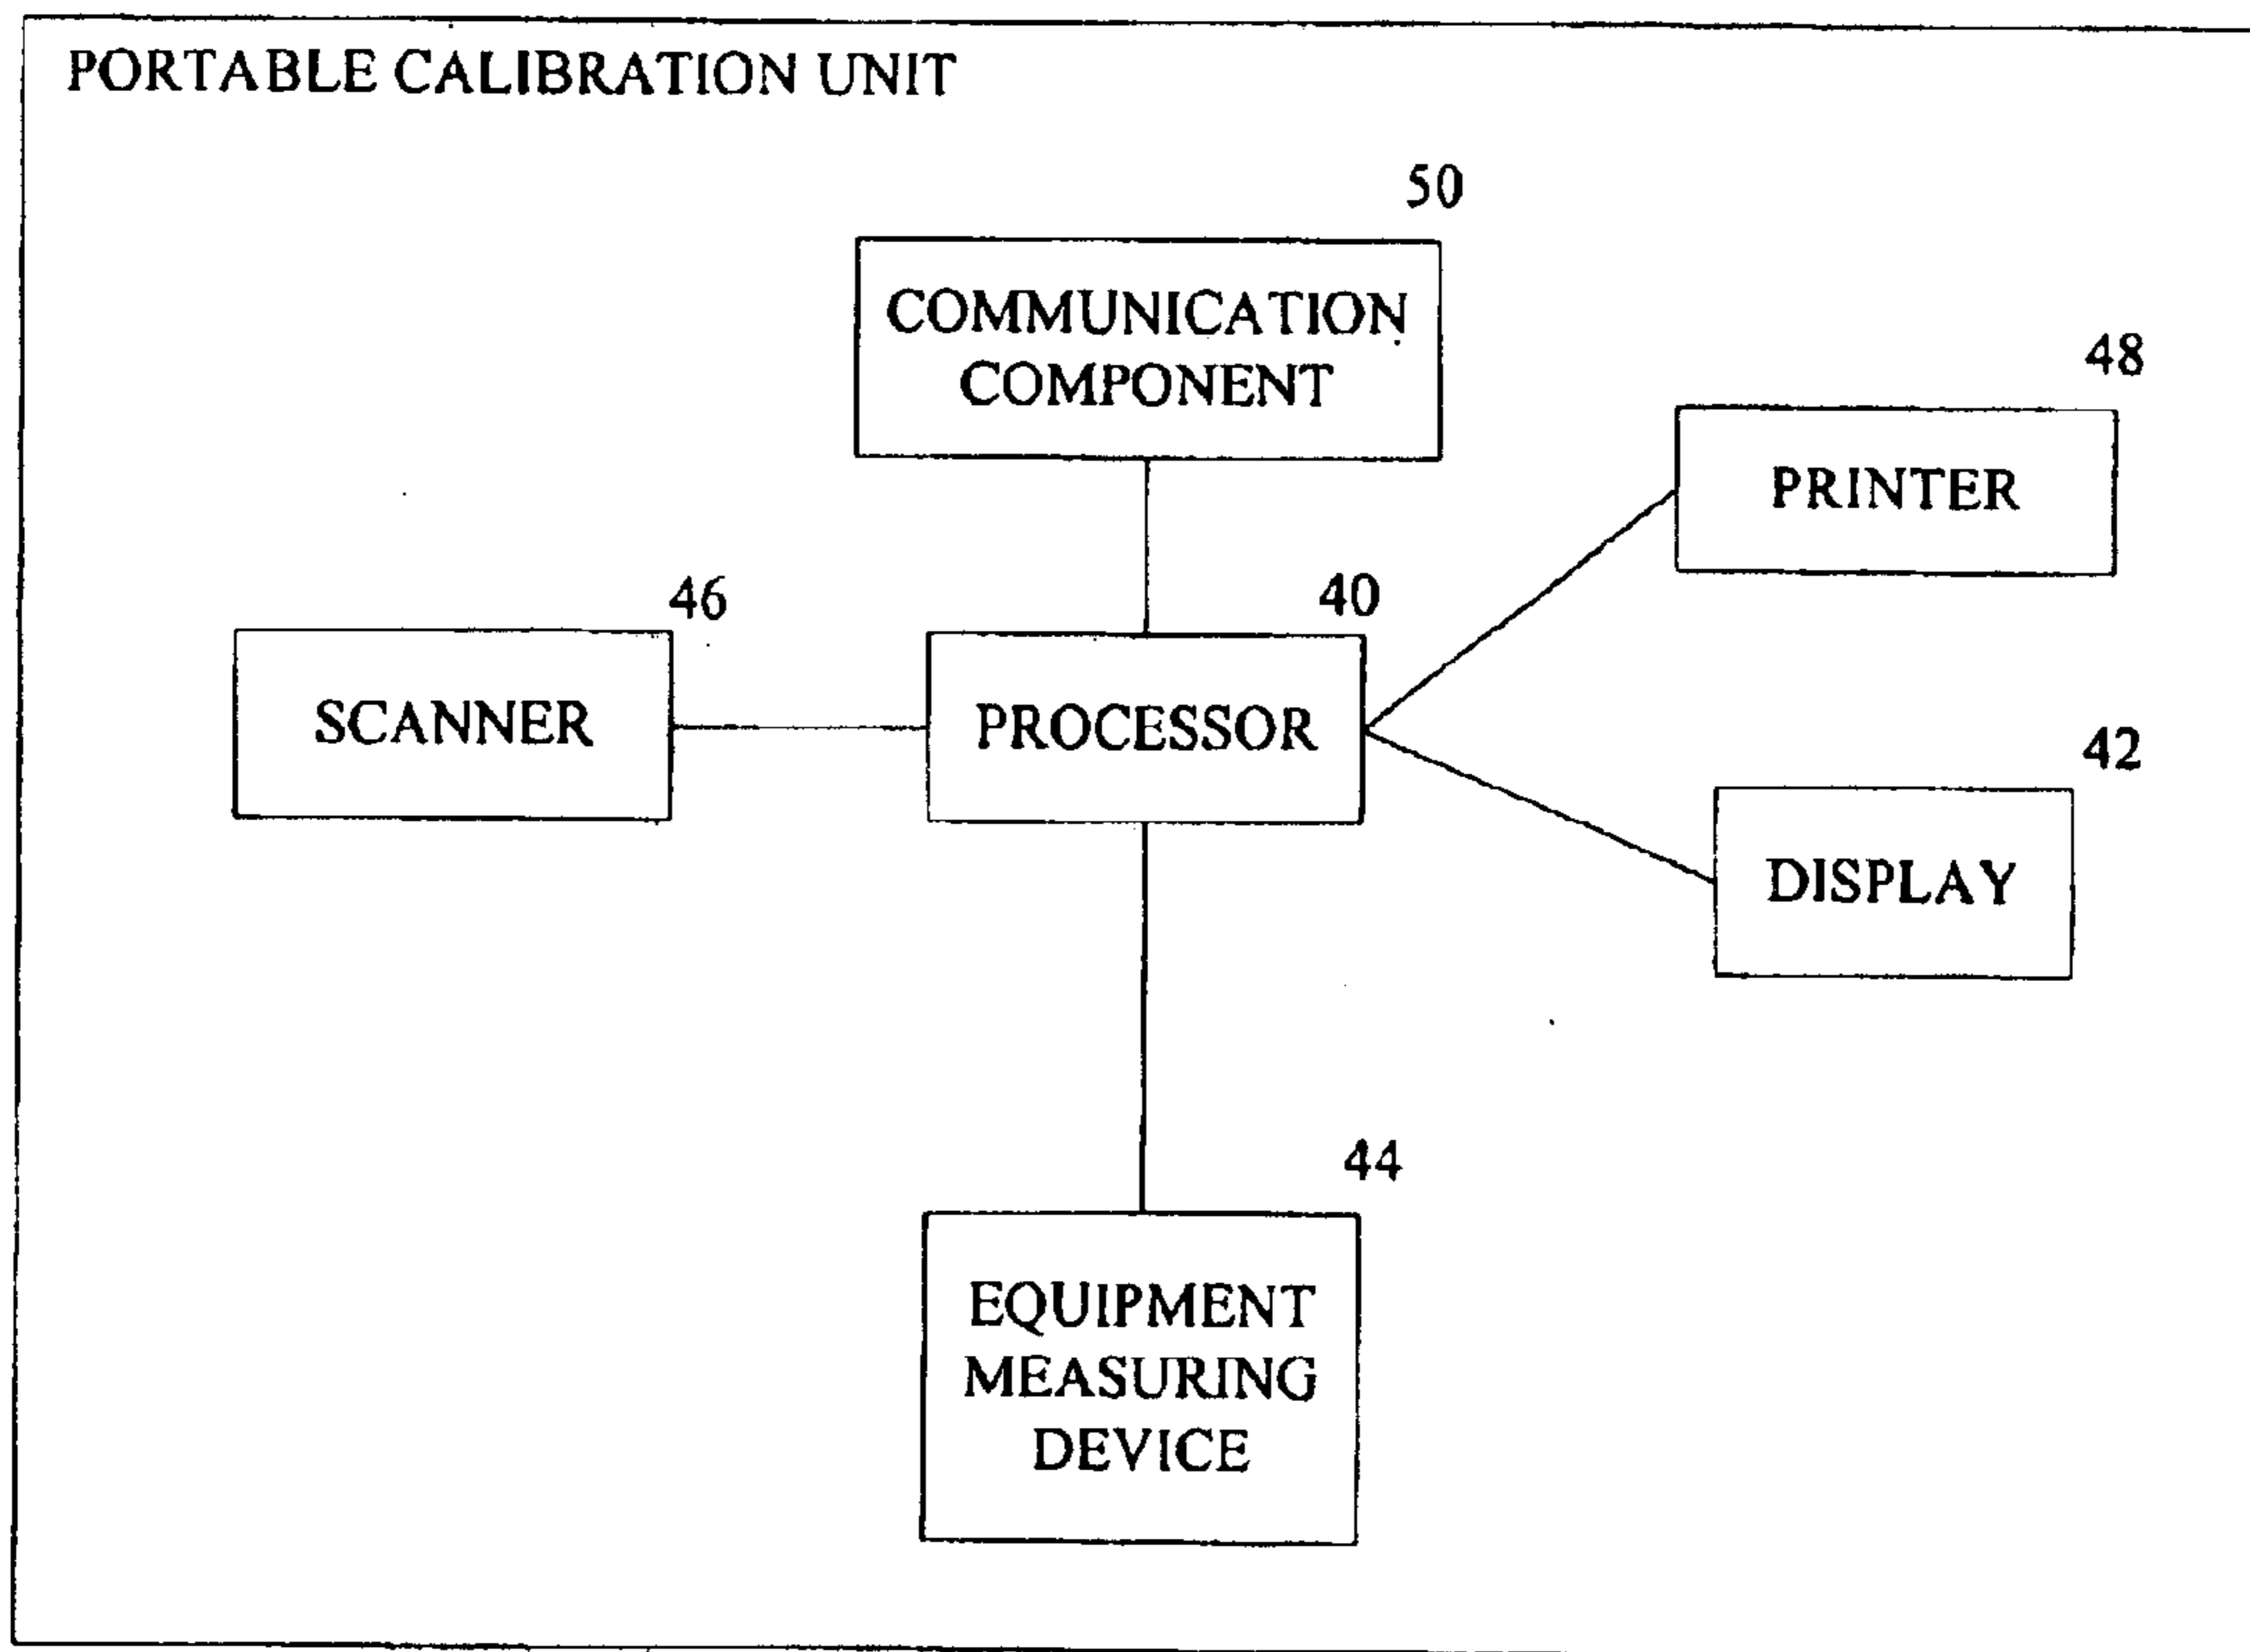 PORTABLE CALIBRATION UNIT
50
COMMUNICATION
COMPONENT
48
PRINTER
46
SCANNER
40
PROCESSOR
42
DISPLAY
44
EQUIPMENT
MEASURING
DEVICE